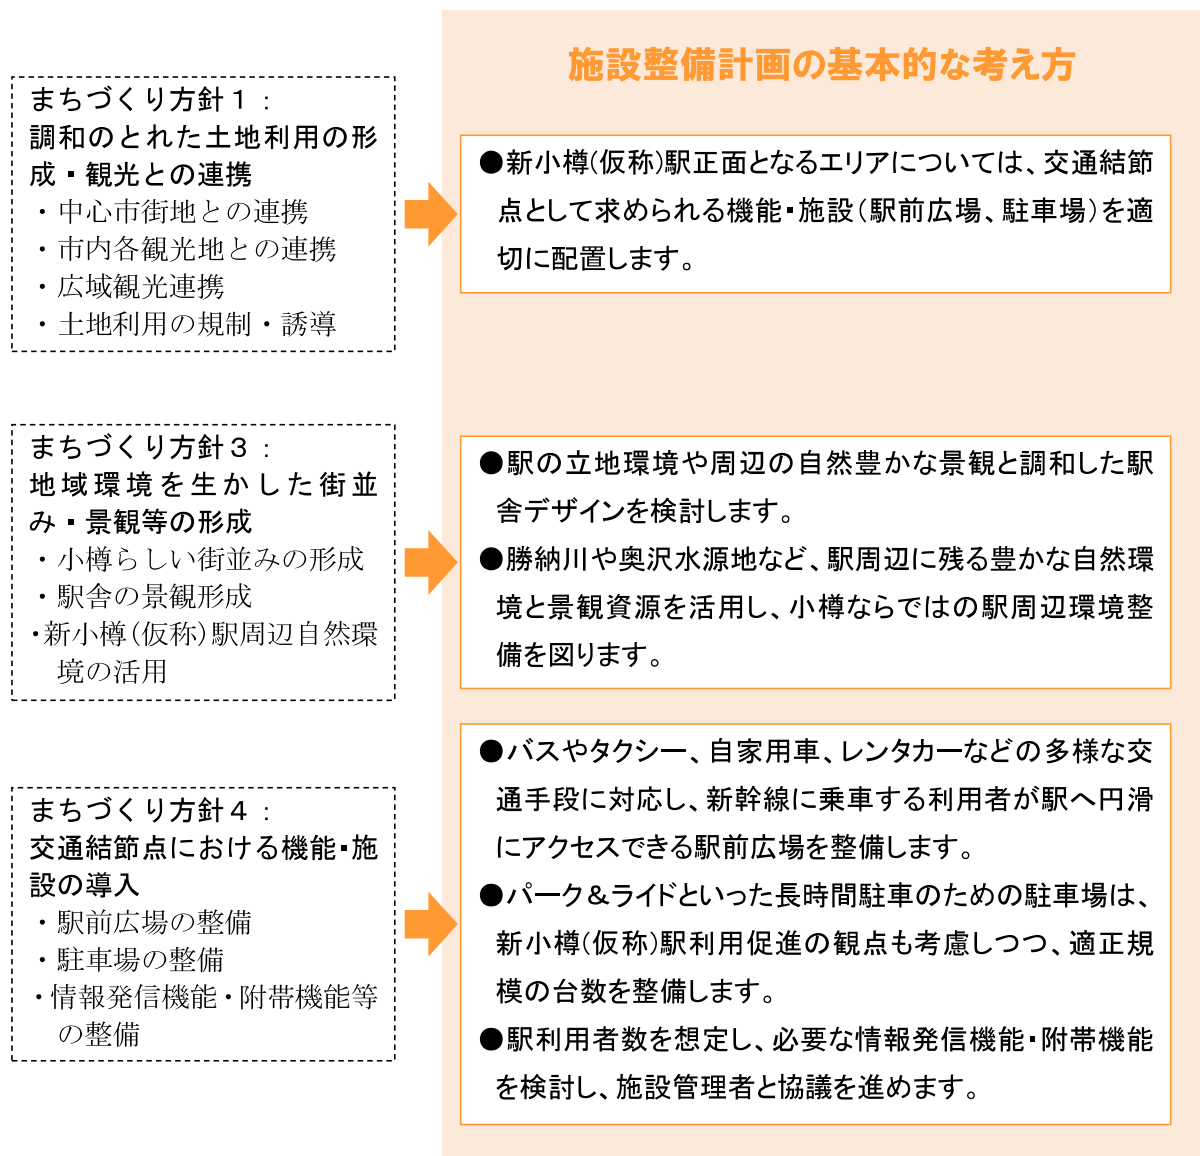 施設整備計画の基本的な考え方
まちづくり方針１：
調和のとれた土地利用の形
成・観光との連携
・中心市街地との連携
・市内各観光地との連携
・広域観光連携
・土地利用の規制・誘導
●新小樽(仮称)駅正面となるエリアについては、交通結節
点として求められる機能・施設（駅前広場、駐車場）を適
切に配置します。
まちづくり方針３：
地域環境を生かした街並
み・景観等の形成
・小樽らしい街並みの形成
・駅舎の景観形成
・新小樽（仮称）駅周辺自然環
境の活用
●駅の立地環境や周辺の自然豊かな景観と調和した駅
舎デザインを検討します。
●勝納川や奥沢水源地など、駅周辺に残る豊かな自然環
境と景観資源を活用し、小樽ならではの駅周辺環境整
備を図ります。
まちづくり方針４：
交通結節点における機能・施
設の導入
・駅前広場の整備
・駐車場の整備
・情報発信機能・附帯機能等
の整備
●バスやタクシー、自家用車、レンタカーなどの多様な交
通手段に対応し、新幹線に乗車する利用者が駅へ円滑
にアクセスできる駅前広場を整備します。
●パーク＆ライドといった長時間駐車のための駐車場は、
新小樽(仮称)駅利用促進の観点も考慮しつつ、適正規
模の台数を整備します。
●駅利用者数を想定し、必要な情報発信機能・附帯機能
を検討し、施設管理者と協議を進めます。